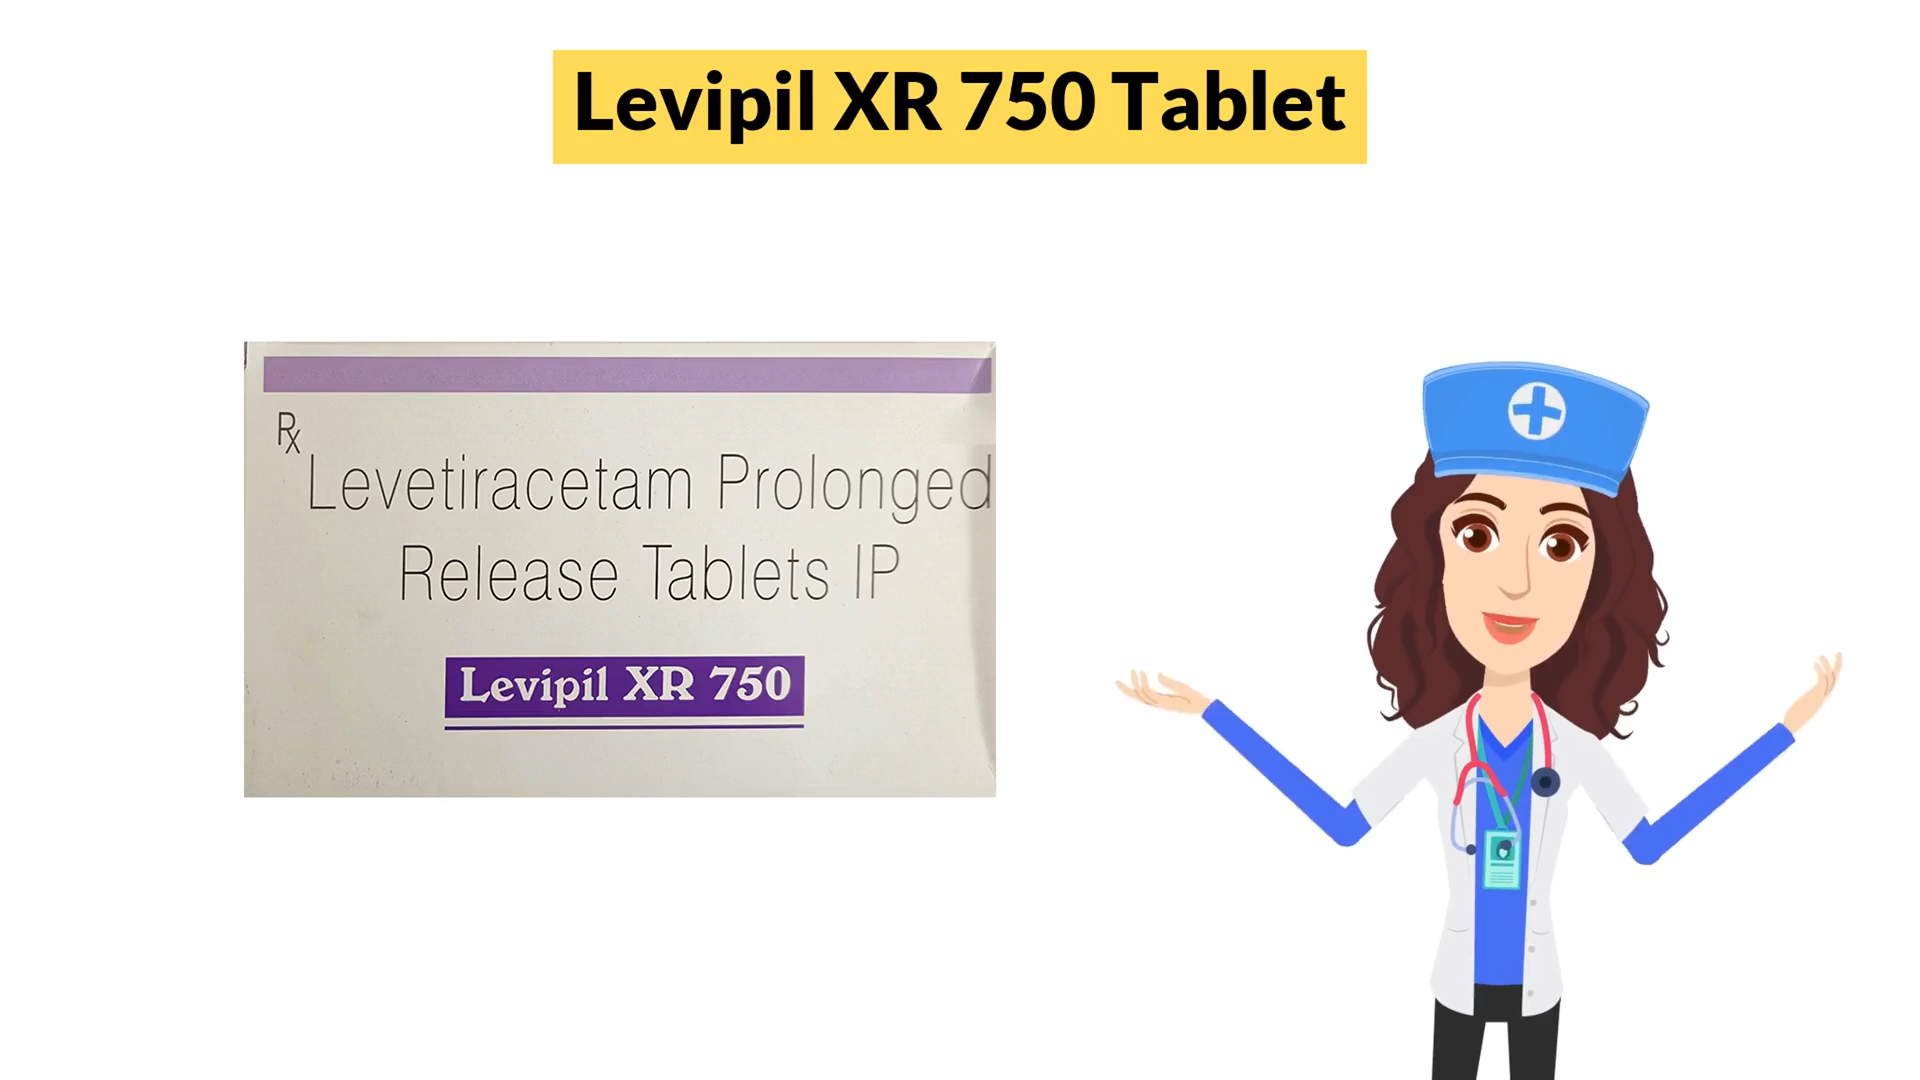 Levipil XR 750 Tablet
Rx
Levetiracetam Prolonged
Release Tablets IP
Levipil XR 750